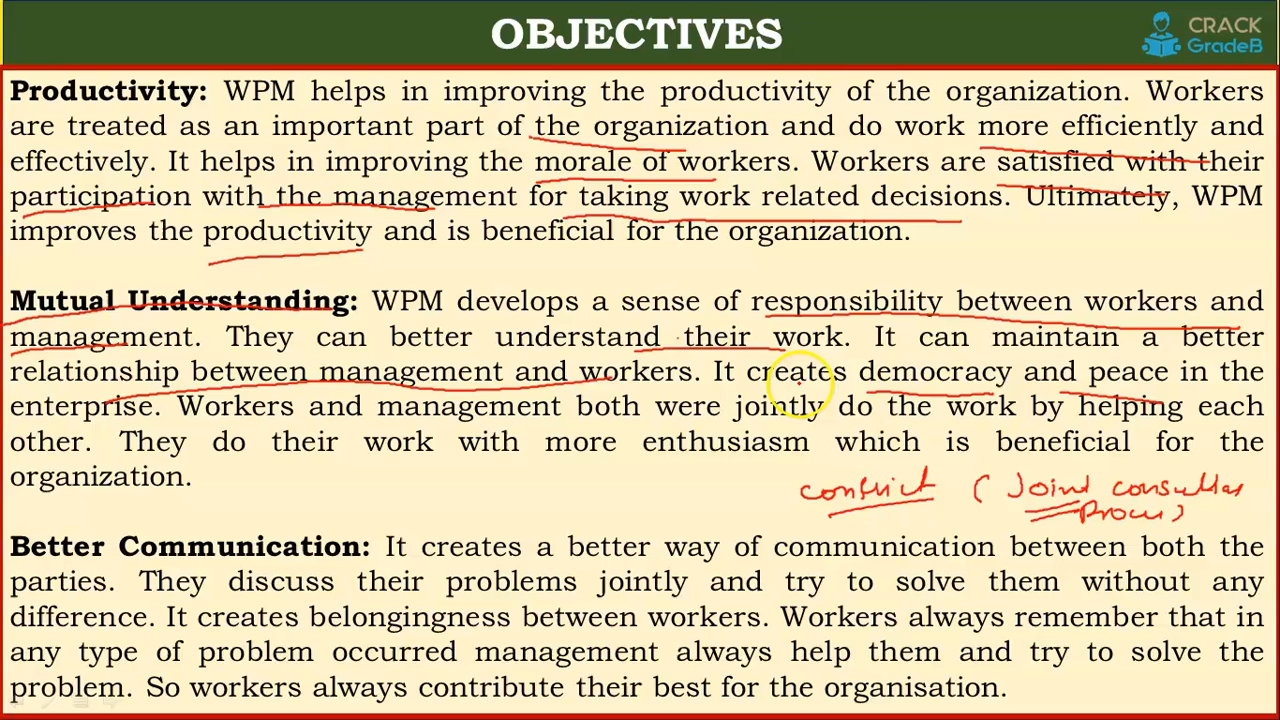 OBJECTIVES
CRACK
GradeB
Productivity: WPM helps in improving the productivity of the organization. Workers
are treated as an important part of the organization and do work more efficiently and
effectively. It helps in improving the morale of workers. Workers are satisfied with their
participation with the management for taking work related decisions. Ultimately, WPM
improves the productivity and is beneficial for the organization.
Mutual Understanding: WPM develops a sense of responsibility between workers and
management. They can better understand their work. It can maintain a better
relationship between management and workers. It creates democracy and peace in the
enterprise. Workers and management both were jointly do the work by helping each
other. They do their work with more enthusiasm which is beneficial for the
organization.
(Joint
Better Communication: It creates a better way of communication between both the
parties. They discuss their problems jointly and try to solve them without any
difference. It creates belongingness between workers. Workers always remember that in
any type of problem occurred management always help them and try to solve the
problem. So workers always contribute their best for the organisation.